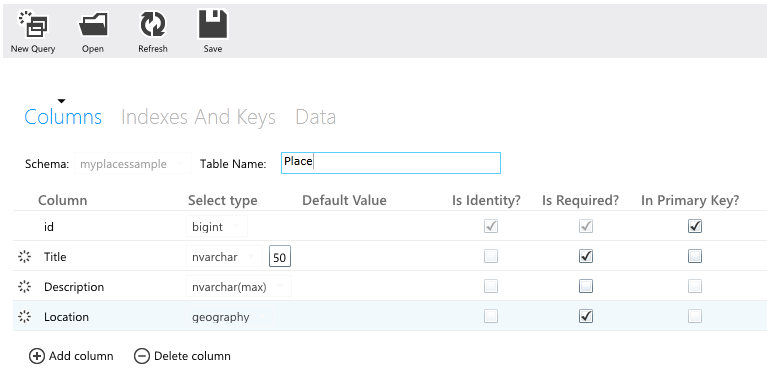 New Query Open Refresh Save
Columns Indexes And Keys Data
Schema: myplacessample Table Name: Place
Column Select type Default Value Is Identity? Is Required? In Primary Key?
id bigint
Title nvarchar 50
Description nvarchar(max)
Location geography
Add column Delete column